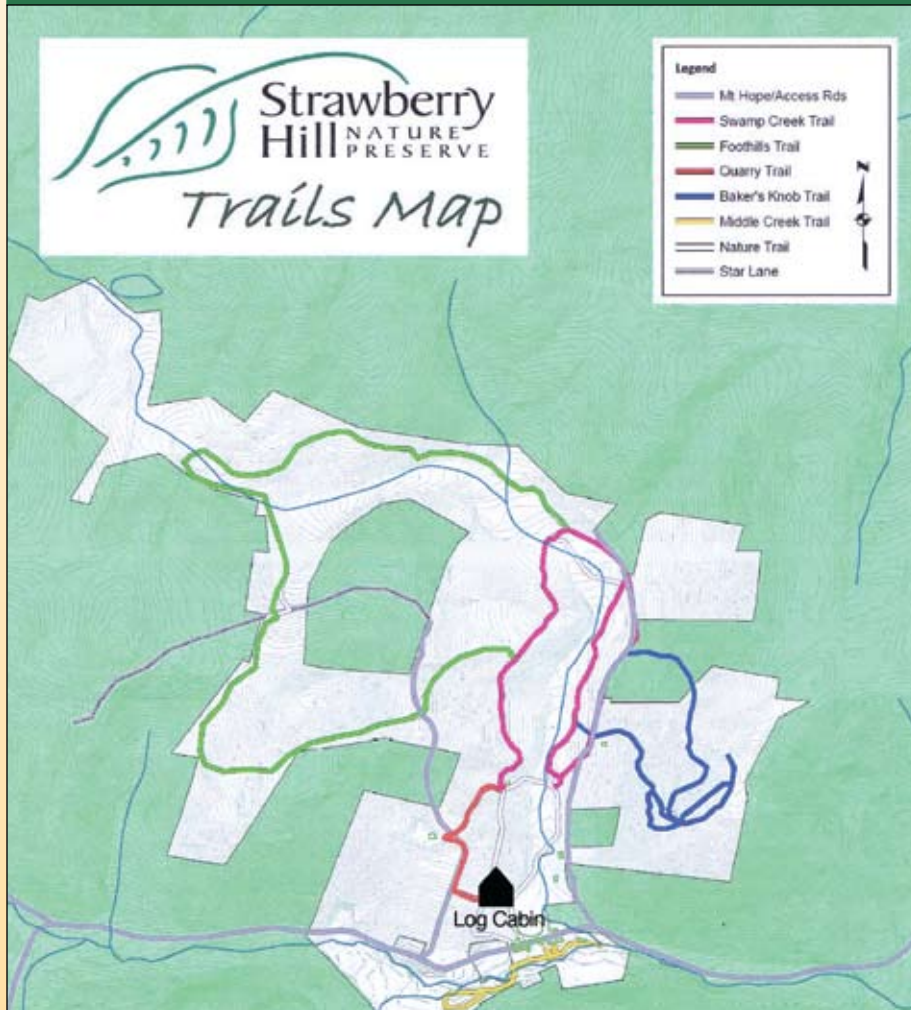 Strawberry
Hill NATURE
PRESERVE
Trails Map
Legend
Mt Hope/Access Rds
Swamp Creek Trail
Foothills Trail
Quarry Trail
Baker's Knob Trail
Middle Creek Trail
Nature Trail
Star Lane
N
Log Cabin